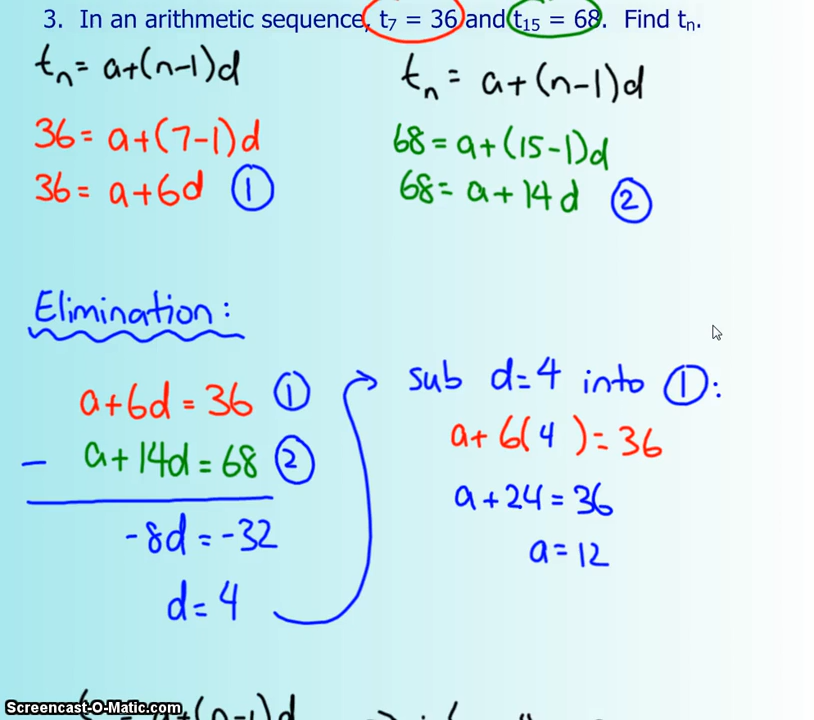 3. In an arithmetic sequence, t₇ = 36 and t₁₅ = 68. Find tₙ.
tₙ = a+(n-1)d
36 = a+(7-1)d
36 = a+6d ①
tₙ = a+(n-1)d
68 = a+(15-1)d
68 = a+14d ②
Elimination:
a+6d = 36 ①
- a+14d = 68 ②
-8d = -32
d = 4
sub d=4 into ①:
a+6(4) = 36
a+24 = 36
a = 12
+(n-1)d
Screencast-O-Matic.com